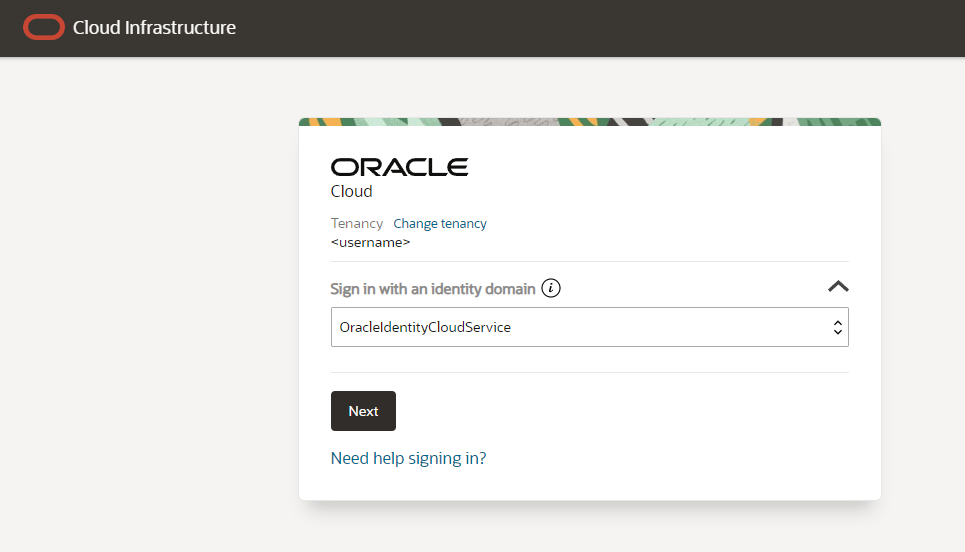 Cloud Infrastructure
ORACLE
Cloud
Tenancy Change tenancy
<username>
Sign in with an identity domain i
OracleIdentityCloudService
Next
Need help signing in?